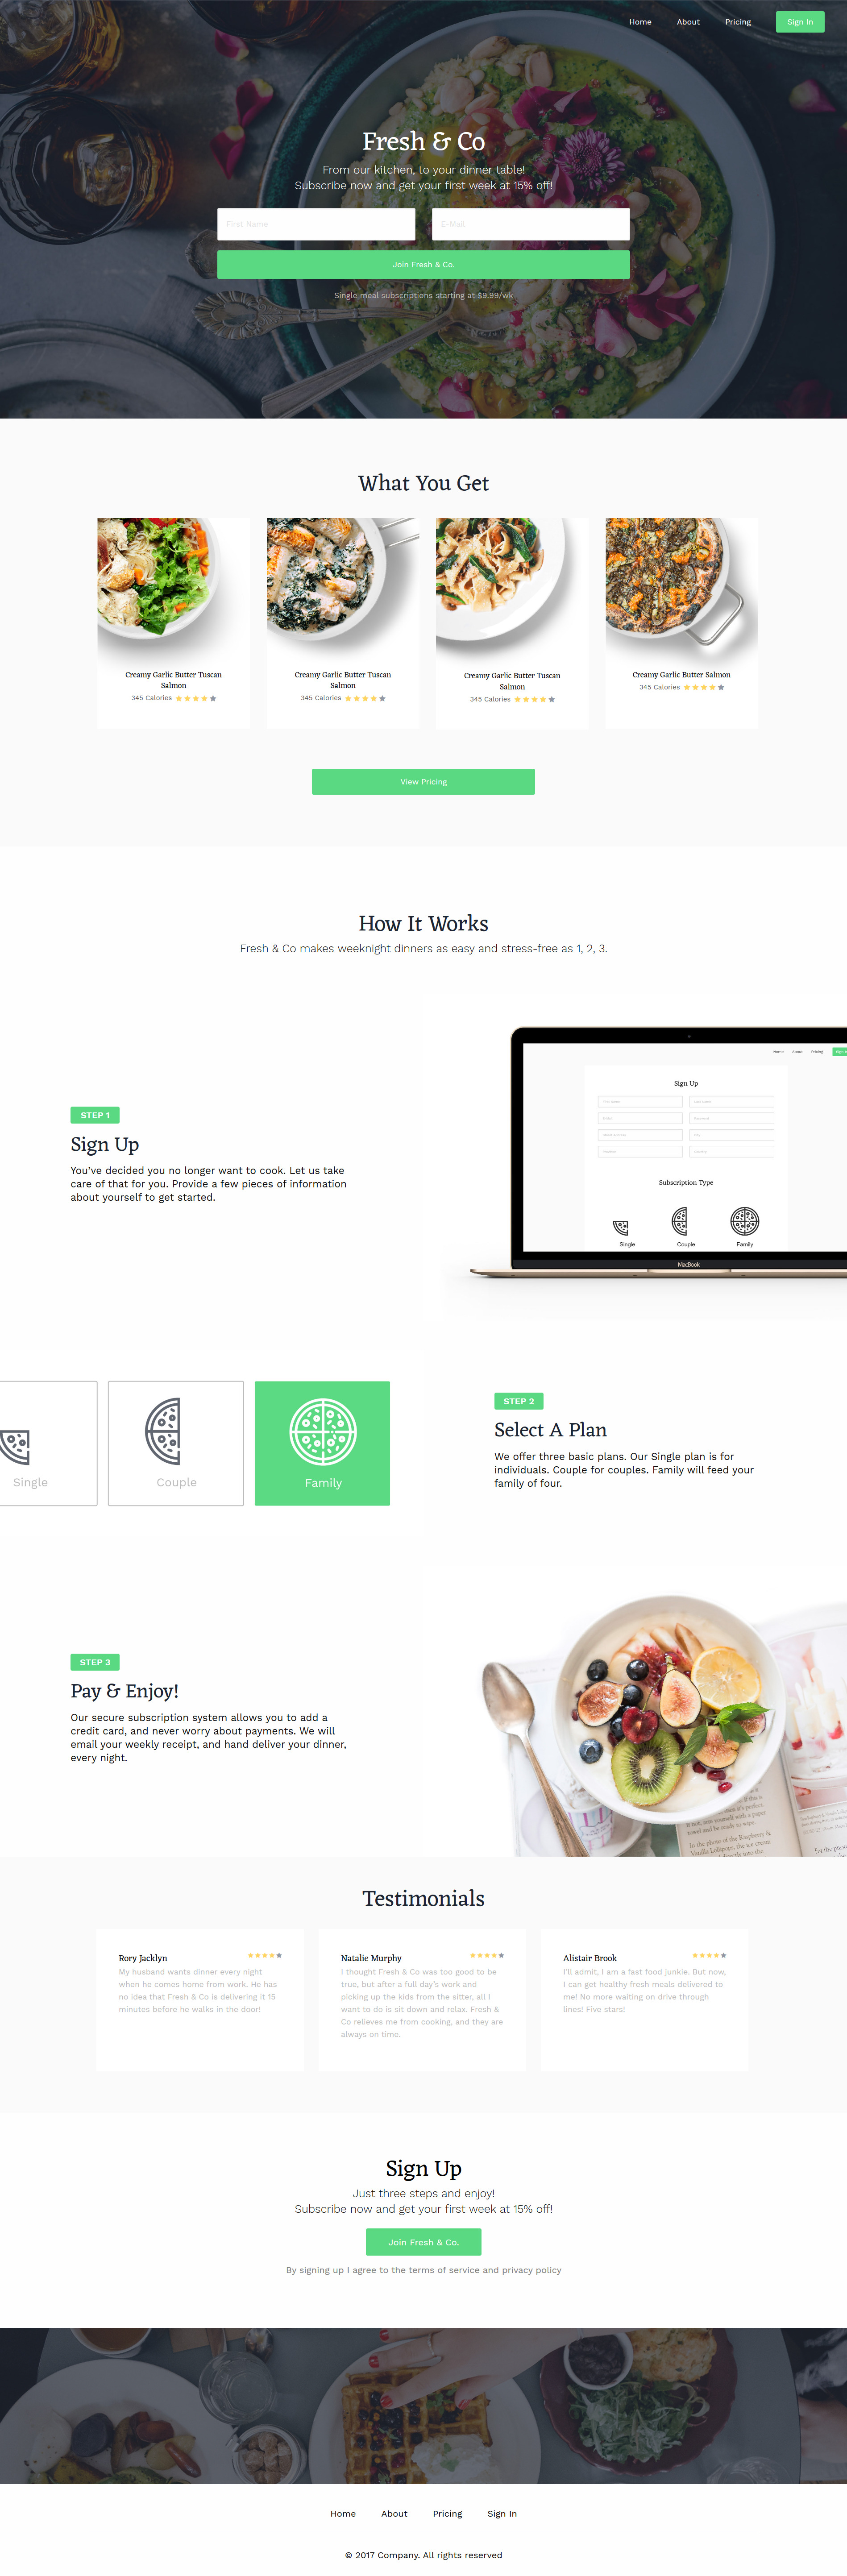 Home About Pricing Sign In
Fresh & Co
From our kitchen, to your dinner table!
Subscribe now and get your first week at 15% off!
First Name E-Mail
Join Fresh & Co.
Single meal subscriptions starting at $9.99/wk
What You Get
Creamy Garlic Butter Tuscan
Salmon
345 Calories
Creamy Garlic Butter Tuscan
Salmon
345 Calories
Creamy Garlic Butter Tuscan
Salmon
345 Calories
Creamy Garlic Butter Salmon
345 Calories
View Pricing
How It Works
Fresh & Co makes weeknight dinners as easy and stress-free as 1, 2, 3.
STEP 1
Sign Up
You've decided you no longer want to cook. Let us take
care of that for you. Provide a few pieces of information
about yourself to get started.
Home About Pricing
Sign Up
Subscription Type
Single Couple Family
MacBook
Single Couple Family
STEP 2
Select A Plan
We offer three basic plans. Our Single plan is for
individuals. Couple for couples. Family will feed your
family of four.
STEP 3
Pay & Enjoy!
Our secure subscription system allows you to add a
credit card, and never worry about payments. We will
email your weekly receipt, and hand deliver your dinner,
every night.
Testimonials
Rory Jacklyn
My husband wants dinner every night
when he comes home from work. He has
no idea that Fresh & Co is delivering it 15
minutes before he walks in the door!
Natalie Murphy
I thought Fresh & Co was too good to be
true, but after a full day's work and
picking up the kids from the sitter, all I
want to do is sit down and relax. Fresh &
Co relieves me from cooking, and they are
always on time.
Alistair Brook
I'll admit, I am a fast food junkie. But now,
I can get healthy fresh meals delivered to
me! No more waiting on drive through
lines! Five stars!
Sign Up
Just three steps and enjoy!
Subscribe now and get your first week at 15% off!
Join Fresh & Co.
By signing up I agree to the terms of service and privacy policy
Home About Pricing Sign In
© 2017 Company. All rights reserved